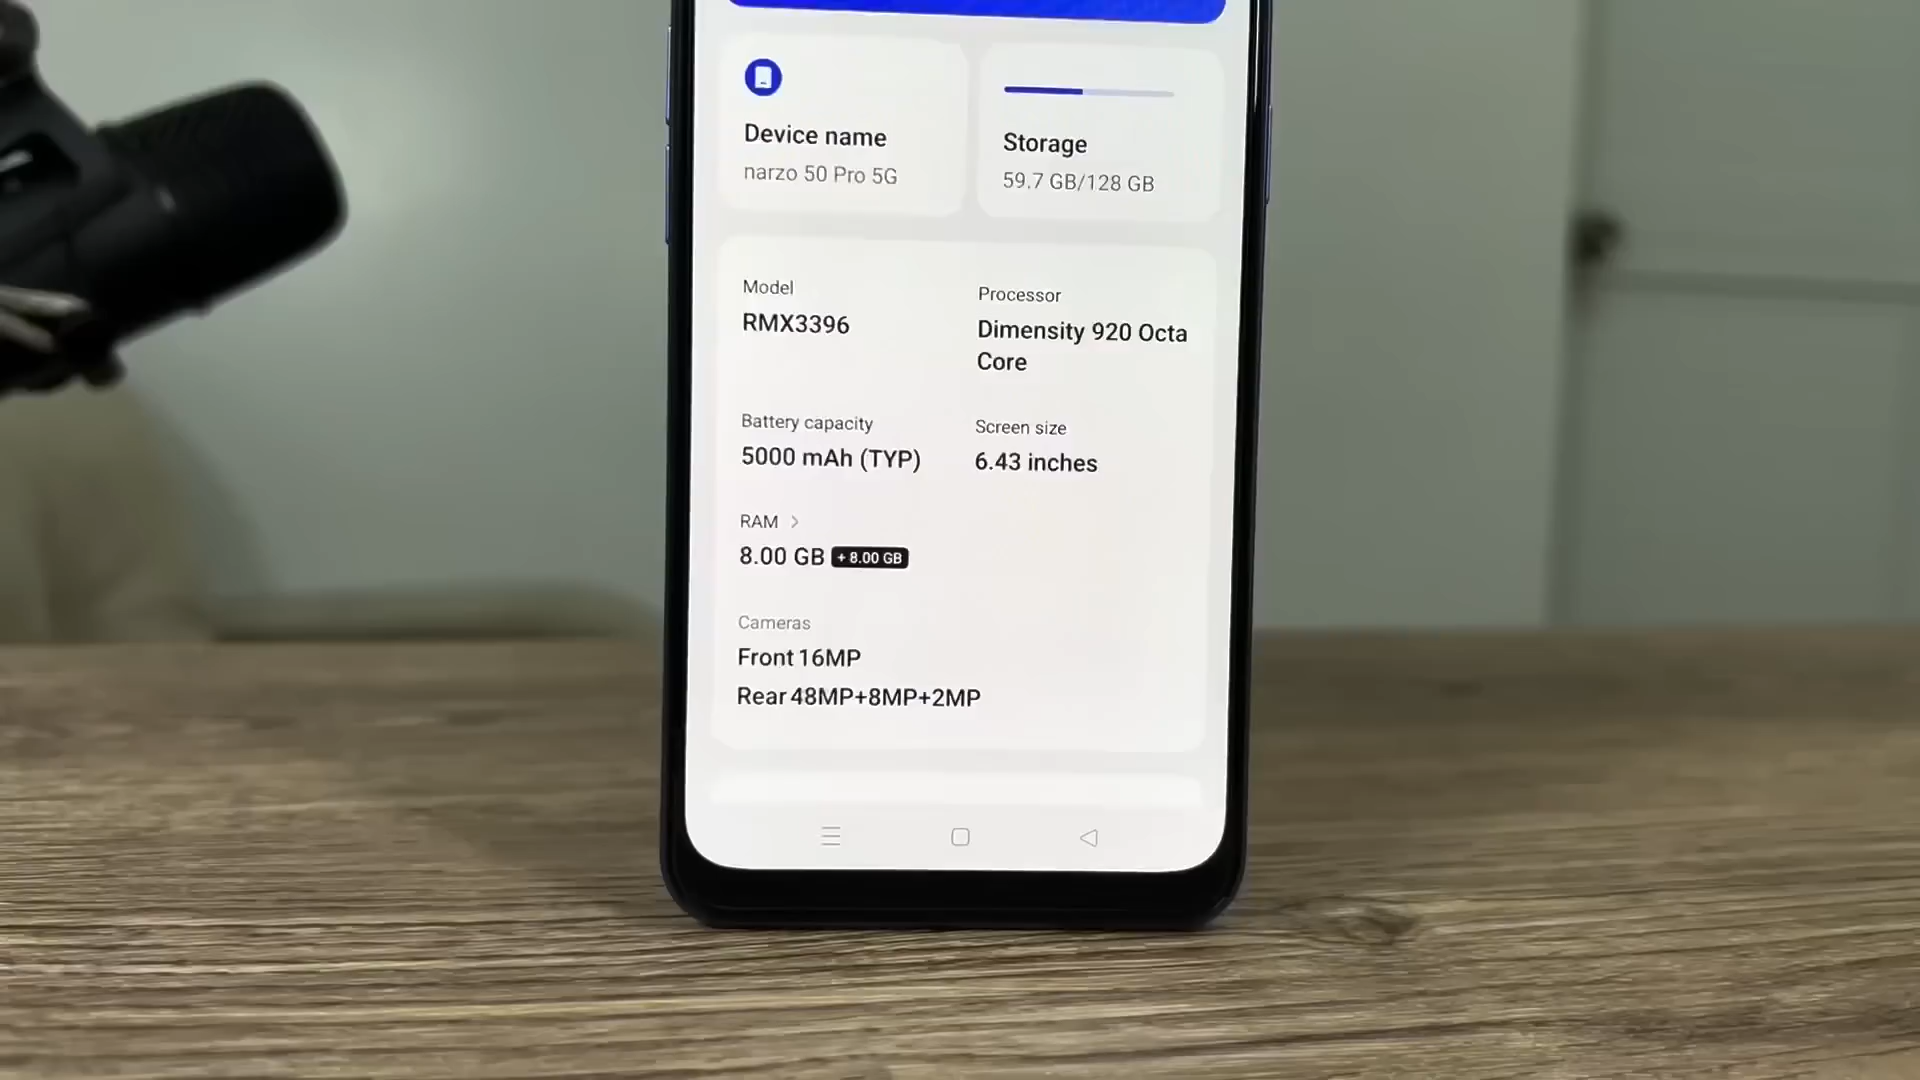 Device name
narzo 50 Pro 5G
Storage
59.7 GB/128 GB
Model
RMX3396
Processor
Dimensity 920 Octa
Core
Battery capacity
5000 mAh (TYP)
Screen size
6.43 inches
RAM >
8.00 GB + 8.00 GB
Cameras
Front 16MP
Rear 48MP+8MP+2MP